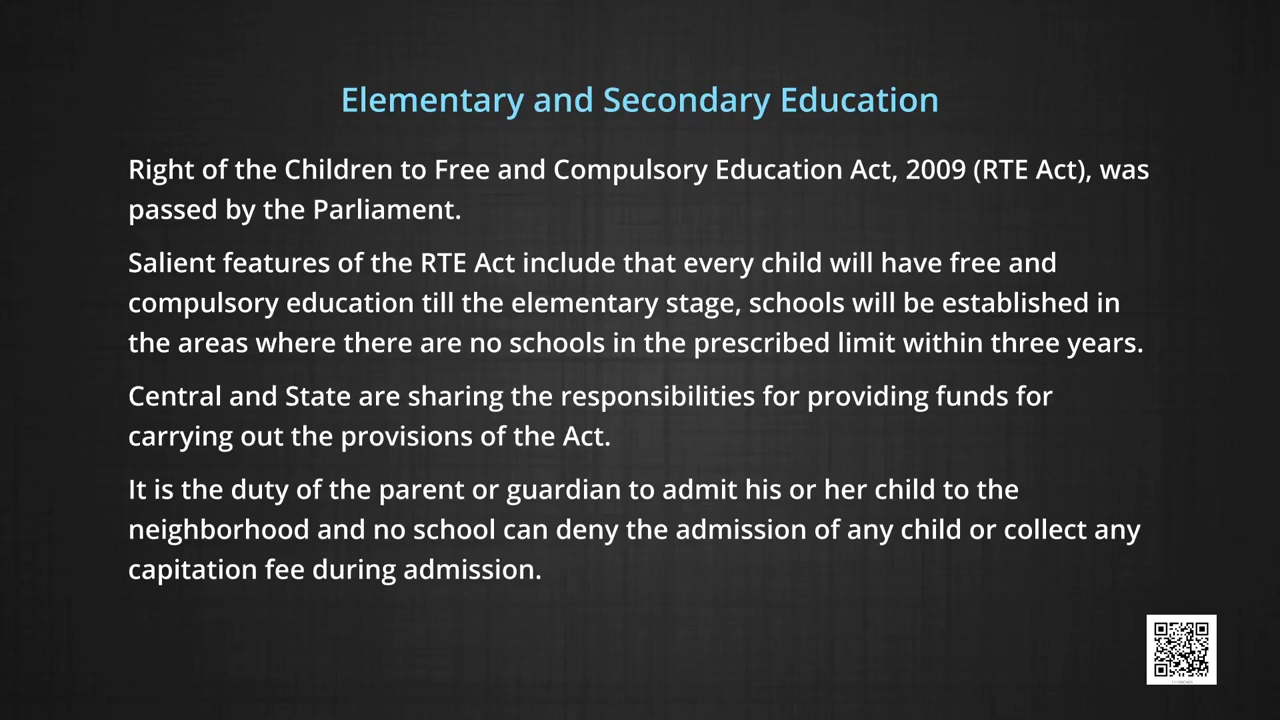 Elementary and Secondary Education
Right of the Children to Free and Compulsory Education Act, 2009 (RTE Act), was
passed by the Parliament.
Salient features of the RTE Act include that every child will have free and
compulsory education till the elementary stage, schools will be established in
the areas where there are no schools in the prescribed limit within three years.
Central and State are sharing the responsibilities for providing funds for
carrying out the provisions of the Act.
It is the duty of the parent or guardian to admit his or her child to the
neighborhood and no school can deny the admission of any child or collect any
capitation fee during admission.